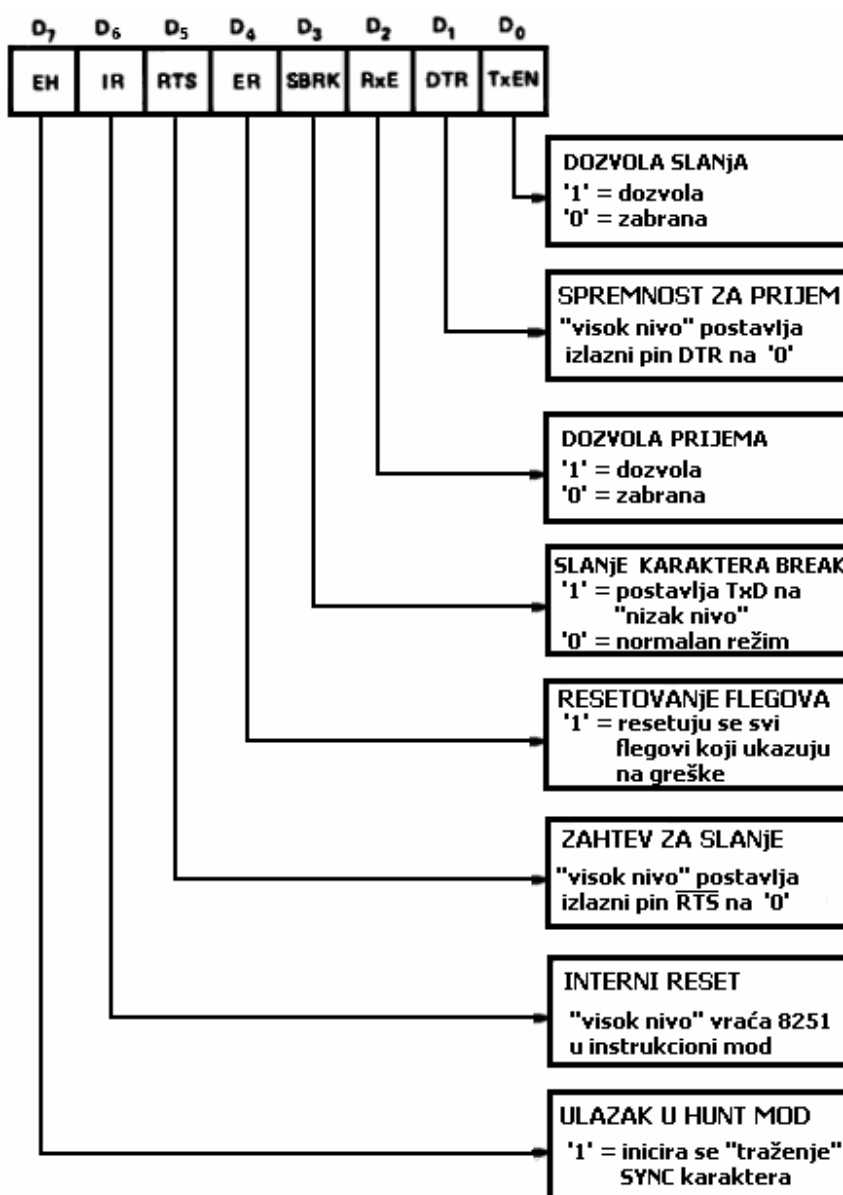 D7 D6 D5 D4 D3 D2 D1 D0
EH IR RTS ER SBRK RxE DTR TxEN
DOZVOLA SLANjA
'1' = dozvola
'0' = zabrana
SPREMNOST ZA PRIJEM
"visok nivo" postavlja
izlazni pin DTR na '0'
DOZVOLA PRIJEMA
'1' = dozvola
'0' = zabrana
SLANjE KARAKTERA BREAK
'1' = postavlja TxD na
"nizak nivo"
'0' = normalan režim
RESETOVANjE FLEGOVA
'1' = resetuju se svi
flegovi koji ukazuju
na greške
ZAHTEV ZA SLANjE
"visok nivo" postavlja
izlazni pin R̅T̅S̅ na '0'
INTERNI RESET
"visok nivo" vraća 8251
u instrukcioni mod
ULAZAK U HUNT MOD
'1' = inicira se "traženje"
SYNC karaktera